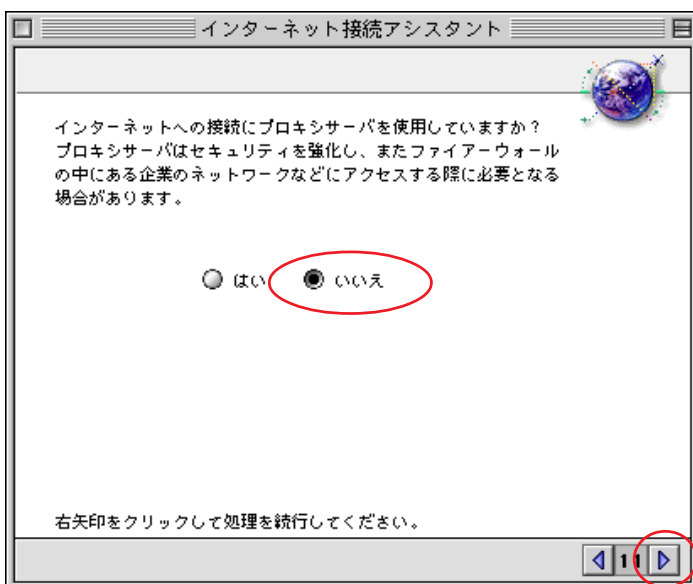 インターネット接続アシスタント
インターネットへの接続にプロキシサーバを使用していますか？
プロキシサーバはセキュリティを強化し、またファイアーウォール
の中にある企業のネットワークなどにアクセスする際に必要となる
場合があります。
はい いいえ
右矢印をクリックして処理を続行してください。
11